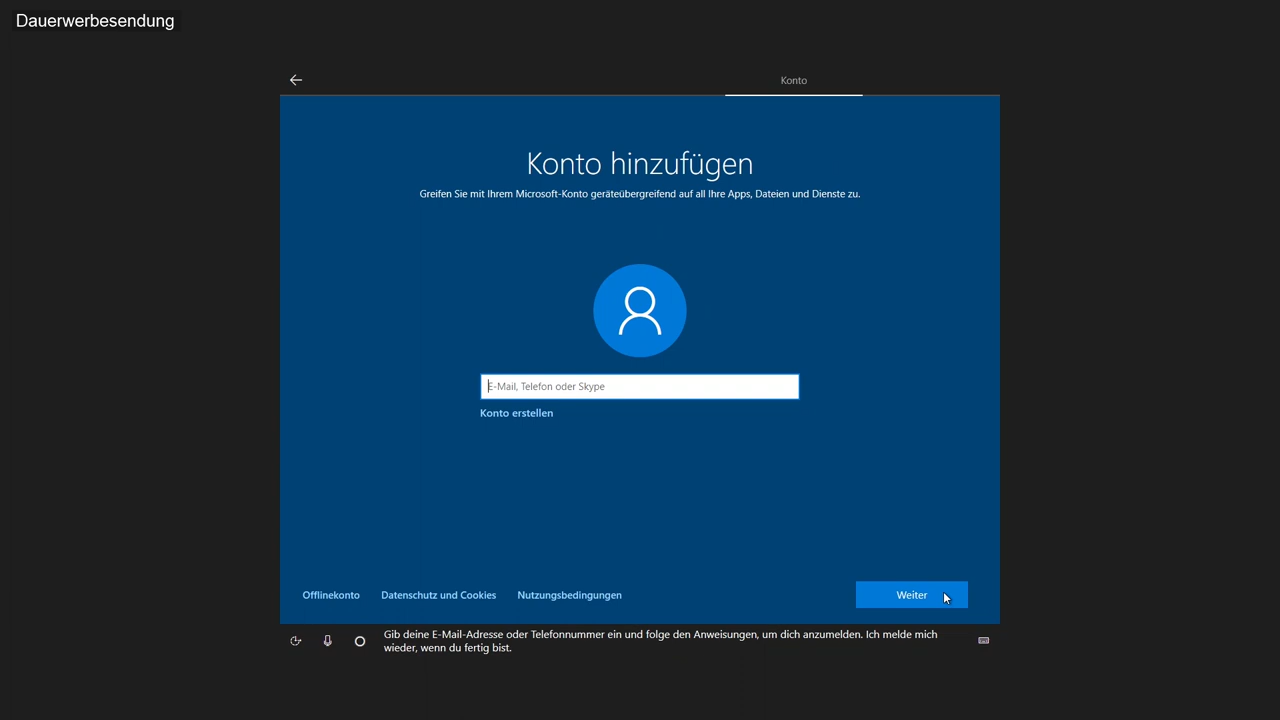 Dauerwerbesendung
Konto
Konto hinzufügen
Greifen Sie mit Ihrem Microsoft-Konto geräteübergreifend auf all Ihre Apps, Dateien und Dienste zu.
E-Mail, Telefon oder Skype
Konto erstellen
Offlinekonto Datenschutz und Cookies Nutzungsbedingungen Weiter
Gib deine E-Mail-Adresse oder Telefonnummer ein und folge den Anweisungen, um dich anzumelden. Ich melde mich
wieder, wenn du fertig bist.